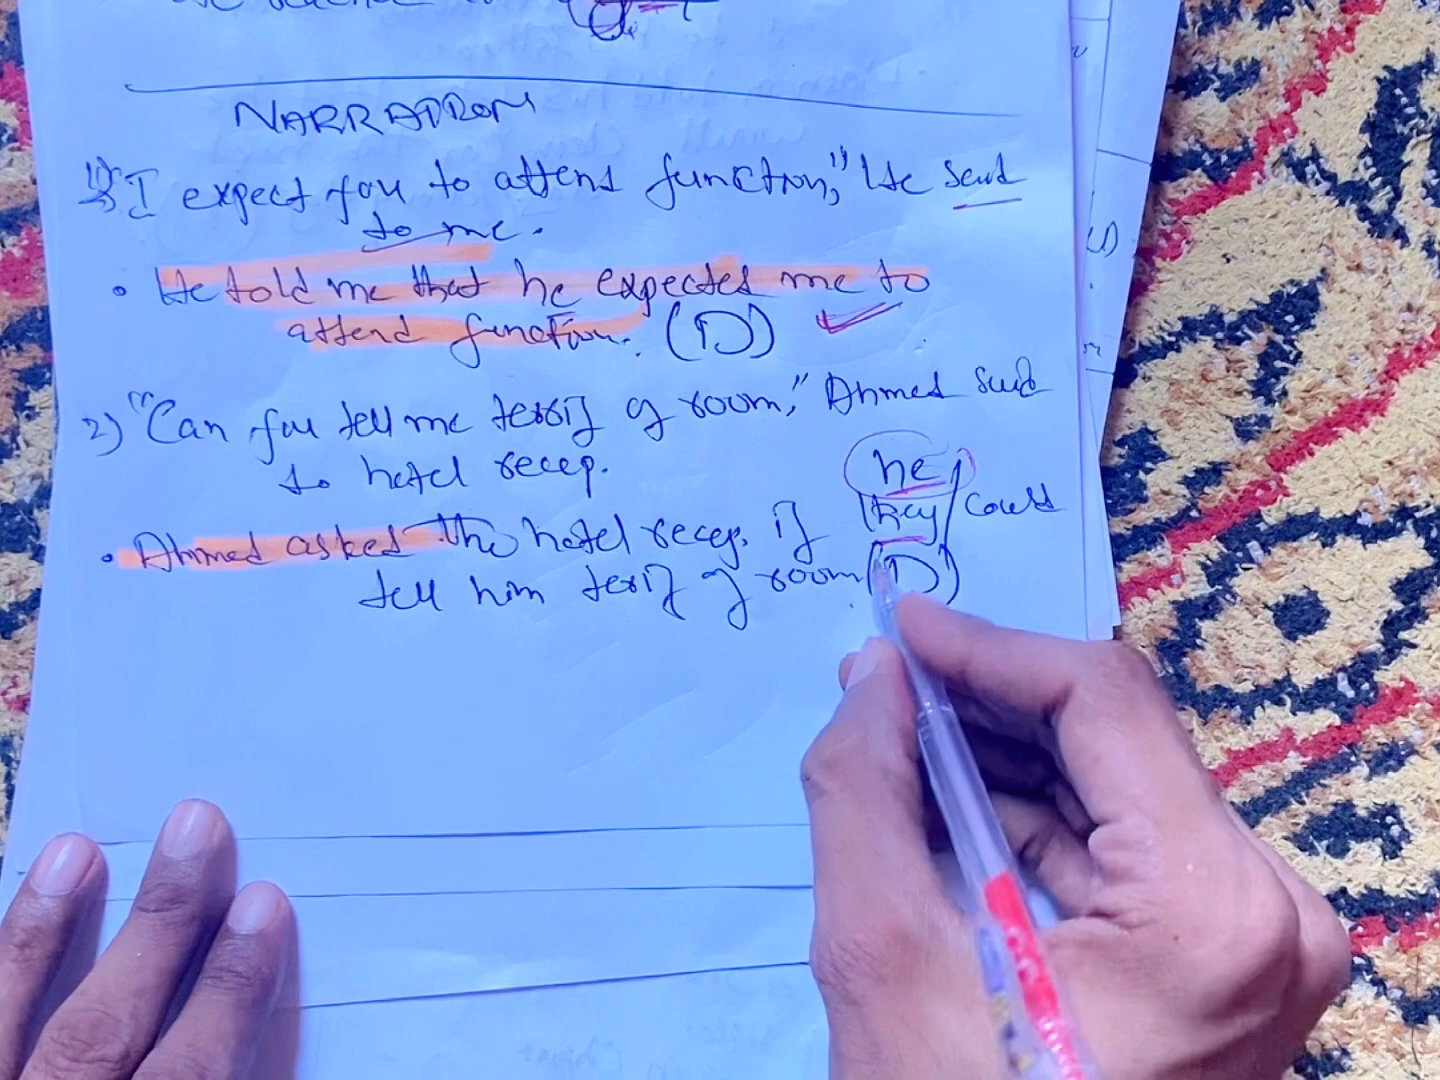 NARRATION
1) "I expect you to attend function," He said
to me.
• He told me that he expected me to
attend function. (D)
2) "Can you tell me terrif of room," Ahmed said
to hotel recep.
he
• Ahmed asked the hotel recep. if they could
tell him terrif of room (D)